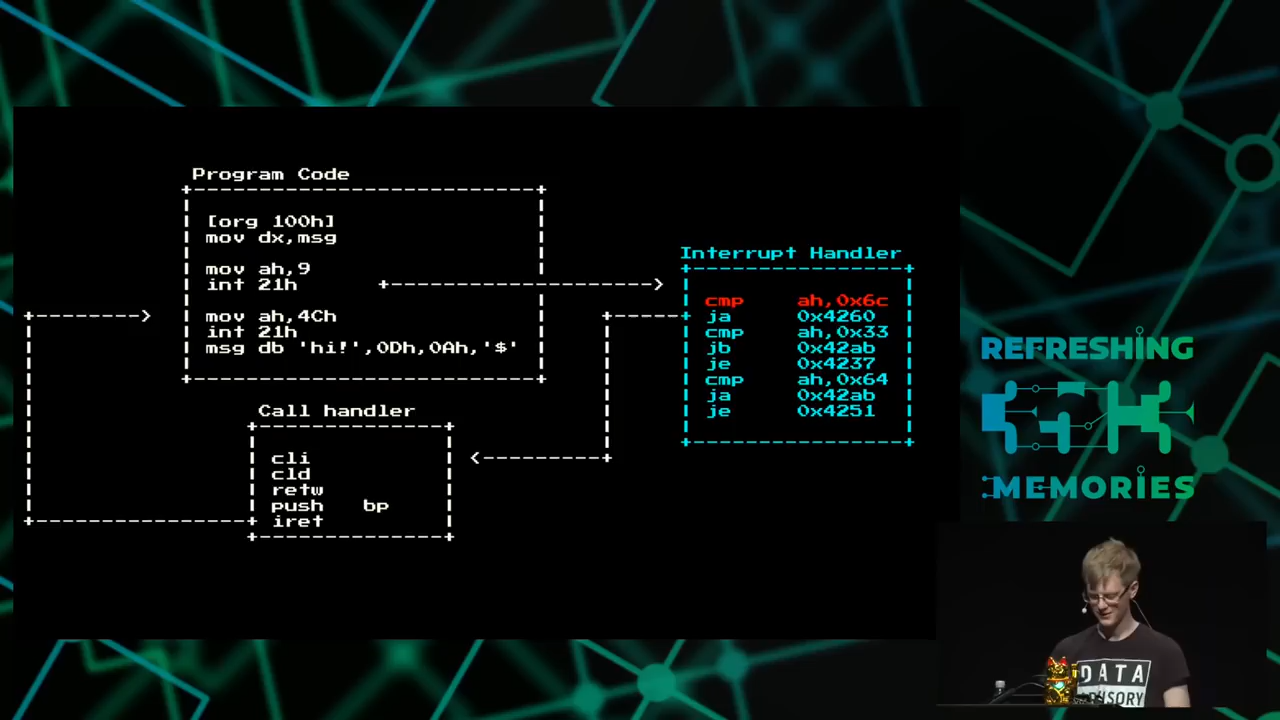 Program Code
[org 100h]
mov dx,msg
mov ah,9
int 21h
mov ah,4Ch
int 21h
msg db 'hi!',0Dh,0Ah,'$'
Interrupt Handler
cmp ah,0x6c
ja 0x4260
cmp ah,0x33
jb 0x42ab
je 0x4237
cmp ah,0x64
ja 0x42ab
je 0x4251
Call handler
cli
cld
retw
push bp
iret
REFRESHING
MEMORIES
DATA